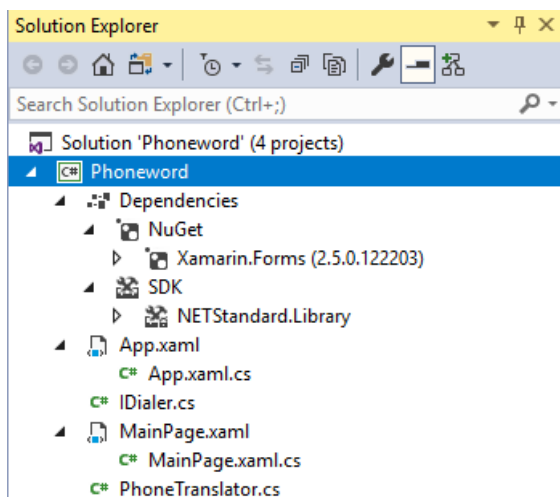 Solution Explorer
Search Solution Explorer (Ctrl+;)
Solution 'Phoneword' (4 projects)
C# Phoneword
Dependencies
NuGet
Xamarin.Forms (2.5.0.122203)
SDK
NETStandard.Library
App.xaml
C# App.xaml.cs
C# IDialer.cs
MainPage.xaml
C# MainPage.xaml.cs
C# PhoneTranslator.cs